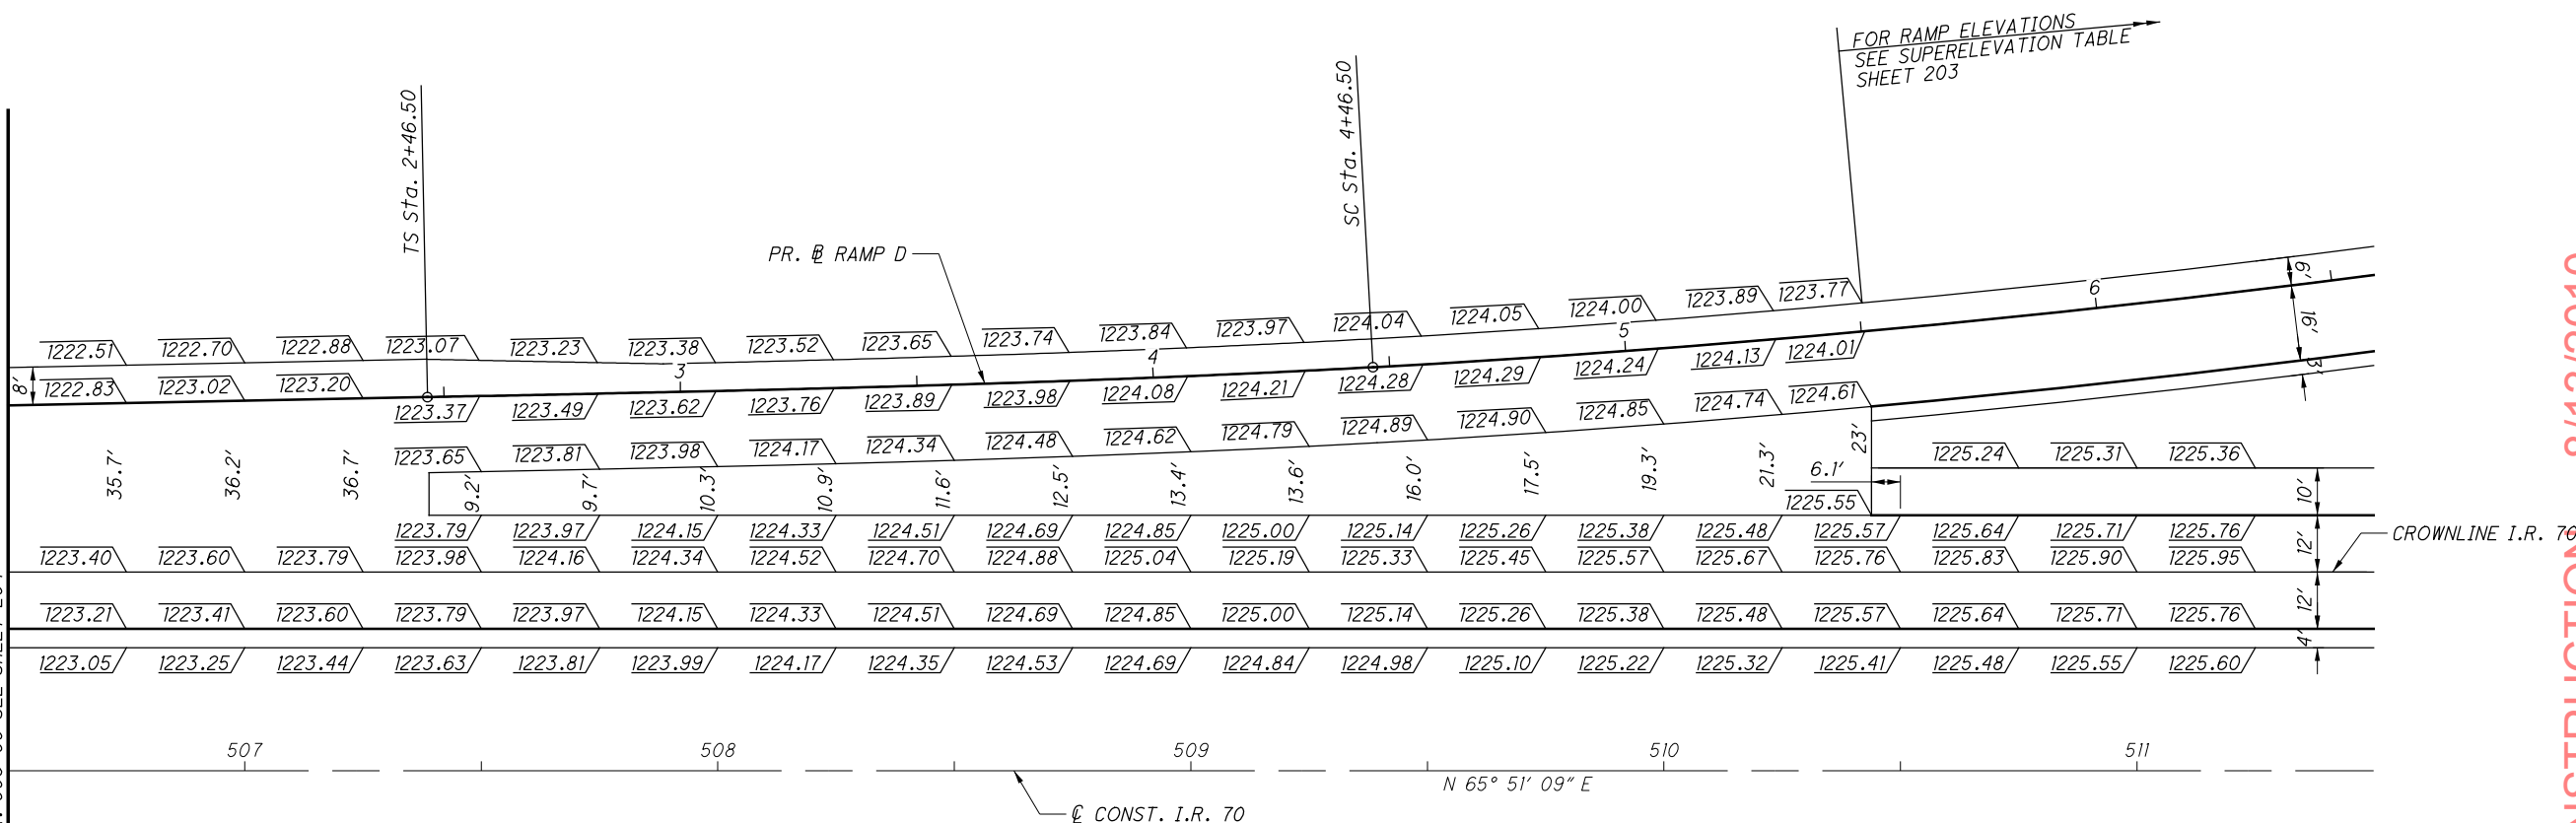 FOR RAMP ELEVATIONS
SEE SUPERELEVATION TABLE
SHEET 203
TS Sta. 2+46.50
SC Sta. 4+46.50
PR. ⅊ RAMP D
1222.51 1222.70 1222.88 1223.07 1223.23 1223.38 1223.52 1223.65 1223.74 1223.84 1223.97 1224.04 1224.05 1224.00 1223.89 1223.77
3 4 5 6
8'
1222.83 1223.02 1223.20 1223.37 1223.49 1223.62 1223.76 1223.89 1223.98 1224.08 1224.21 1224.28 1224.29 1224.24 1224.13 1224.01
6'
16'
3'
1223.65 1223.81 1223.98 1224.17 1224.34 1224.48 1224.62 1224.79 1224.89 1224.90 1224.85 1224.74 1224.61
35.7' 36.2' 36.7' 9.2' 9.7' 10.3' 10.9' 11.6' 12.5' 13.4' 13.6' 16.0' 17.5' 19.3' 21.3' 23'
6.1'
1225.24 1225.31 1225.36
10'
1225.55
1223.79 1223.97 1224.15 1224.33 1224.51 1224.69 1224.85 1225.00 1225.14 1225.26 1225.38 1225.48 1225.57 1225.64 1225.71 1225.76
12'
CROWNLINE I.R. 70
1223.40 1223.60 1223.79 1223.98 1224.16 1224.34 1224.52 1224.70 1224.88 1225.04 1225.19 1225.33 1225.45 1225.57 1225.67 1225.76 1225.83 1225.90 1225.95
12'
1223.21 1223.41 1223.60 1223.79 1223.97 1224.15 1224.33 1224.51 1224.69 1224.85 1225.00 1225.14 1225.26 1225.38 1225.48 1225.57 1225.64 1225.71 1225.76
4'
1223.05 1223.25 1223.44 1223.63 1223.81 1223.99 1224.17 1224.35 1224.53 1224.69 1224.84 1224.98 1225.10 1225.22 1225.32 1225.41 1225.48 1225.55 1225.60
507 508 509 510 511
N 65° 51' 09" E
℄ CONST. I.R. 70